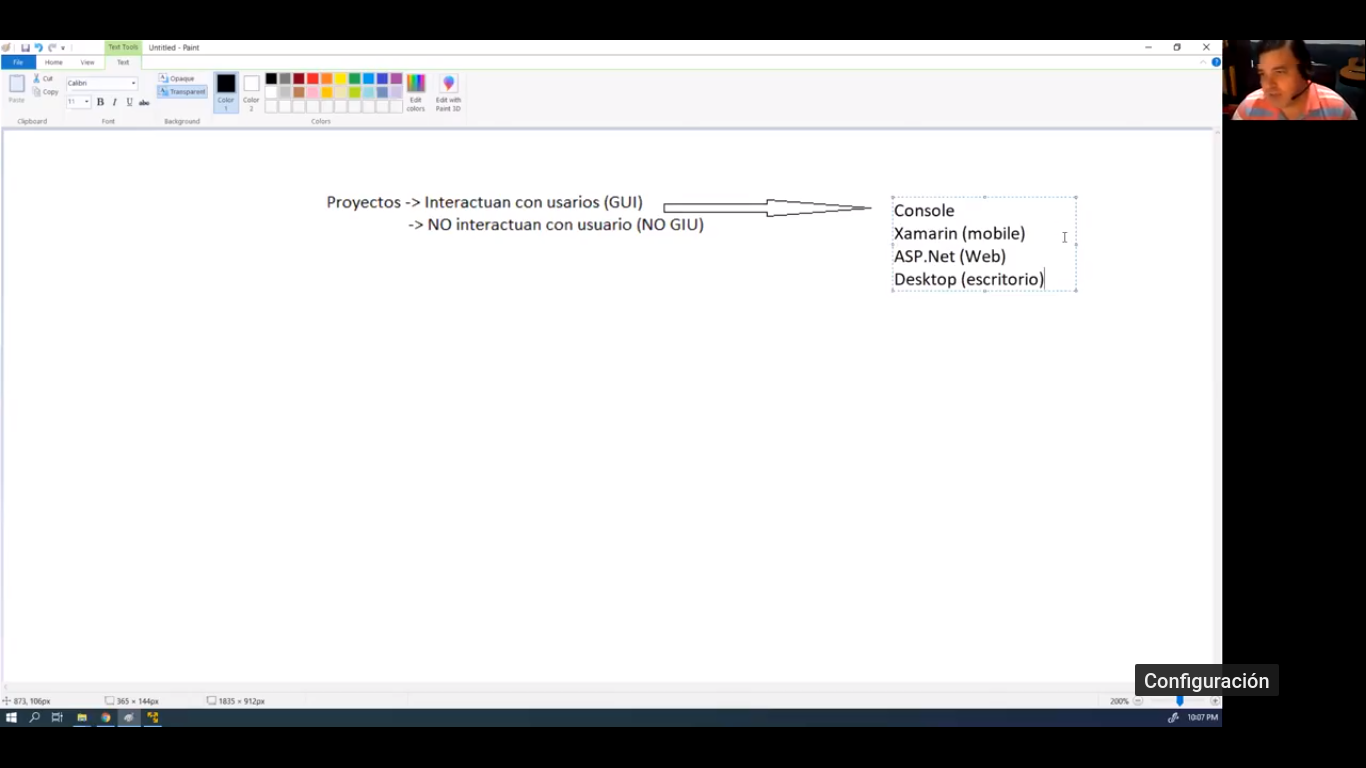 Text Tools Untitled - Paint
File Home View Text
Paste Cut Copy Clipboard
Calibri 11 B I U abc Font
Opaque Transparent Background
Color 1 Color 2 Edit colors Edit with Paint 3D Colors
Proyectos -> Interactuan con usarios (GUI)
-> NO interactuan con usuario (NO GIU)
Console
Xamarin (mobile)
ASP.Net (Web)
Desktop (escritorio)
Configuración
873, 106px 365 × 144px 1835 × 912px 200%
10:07 PM